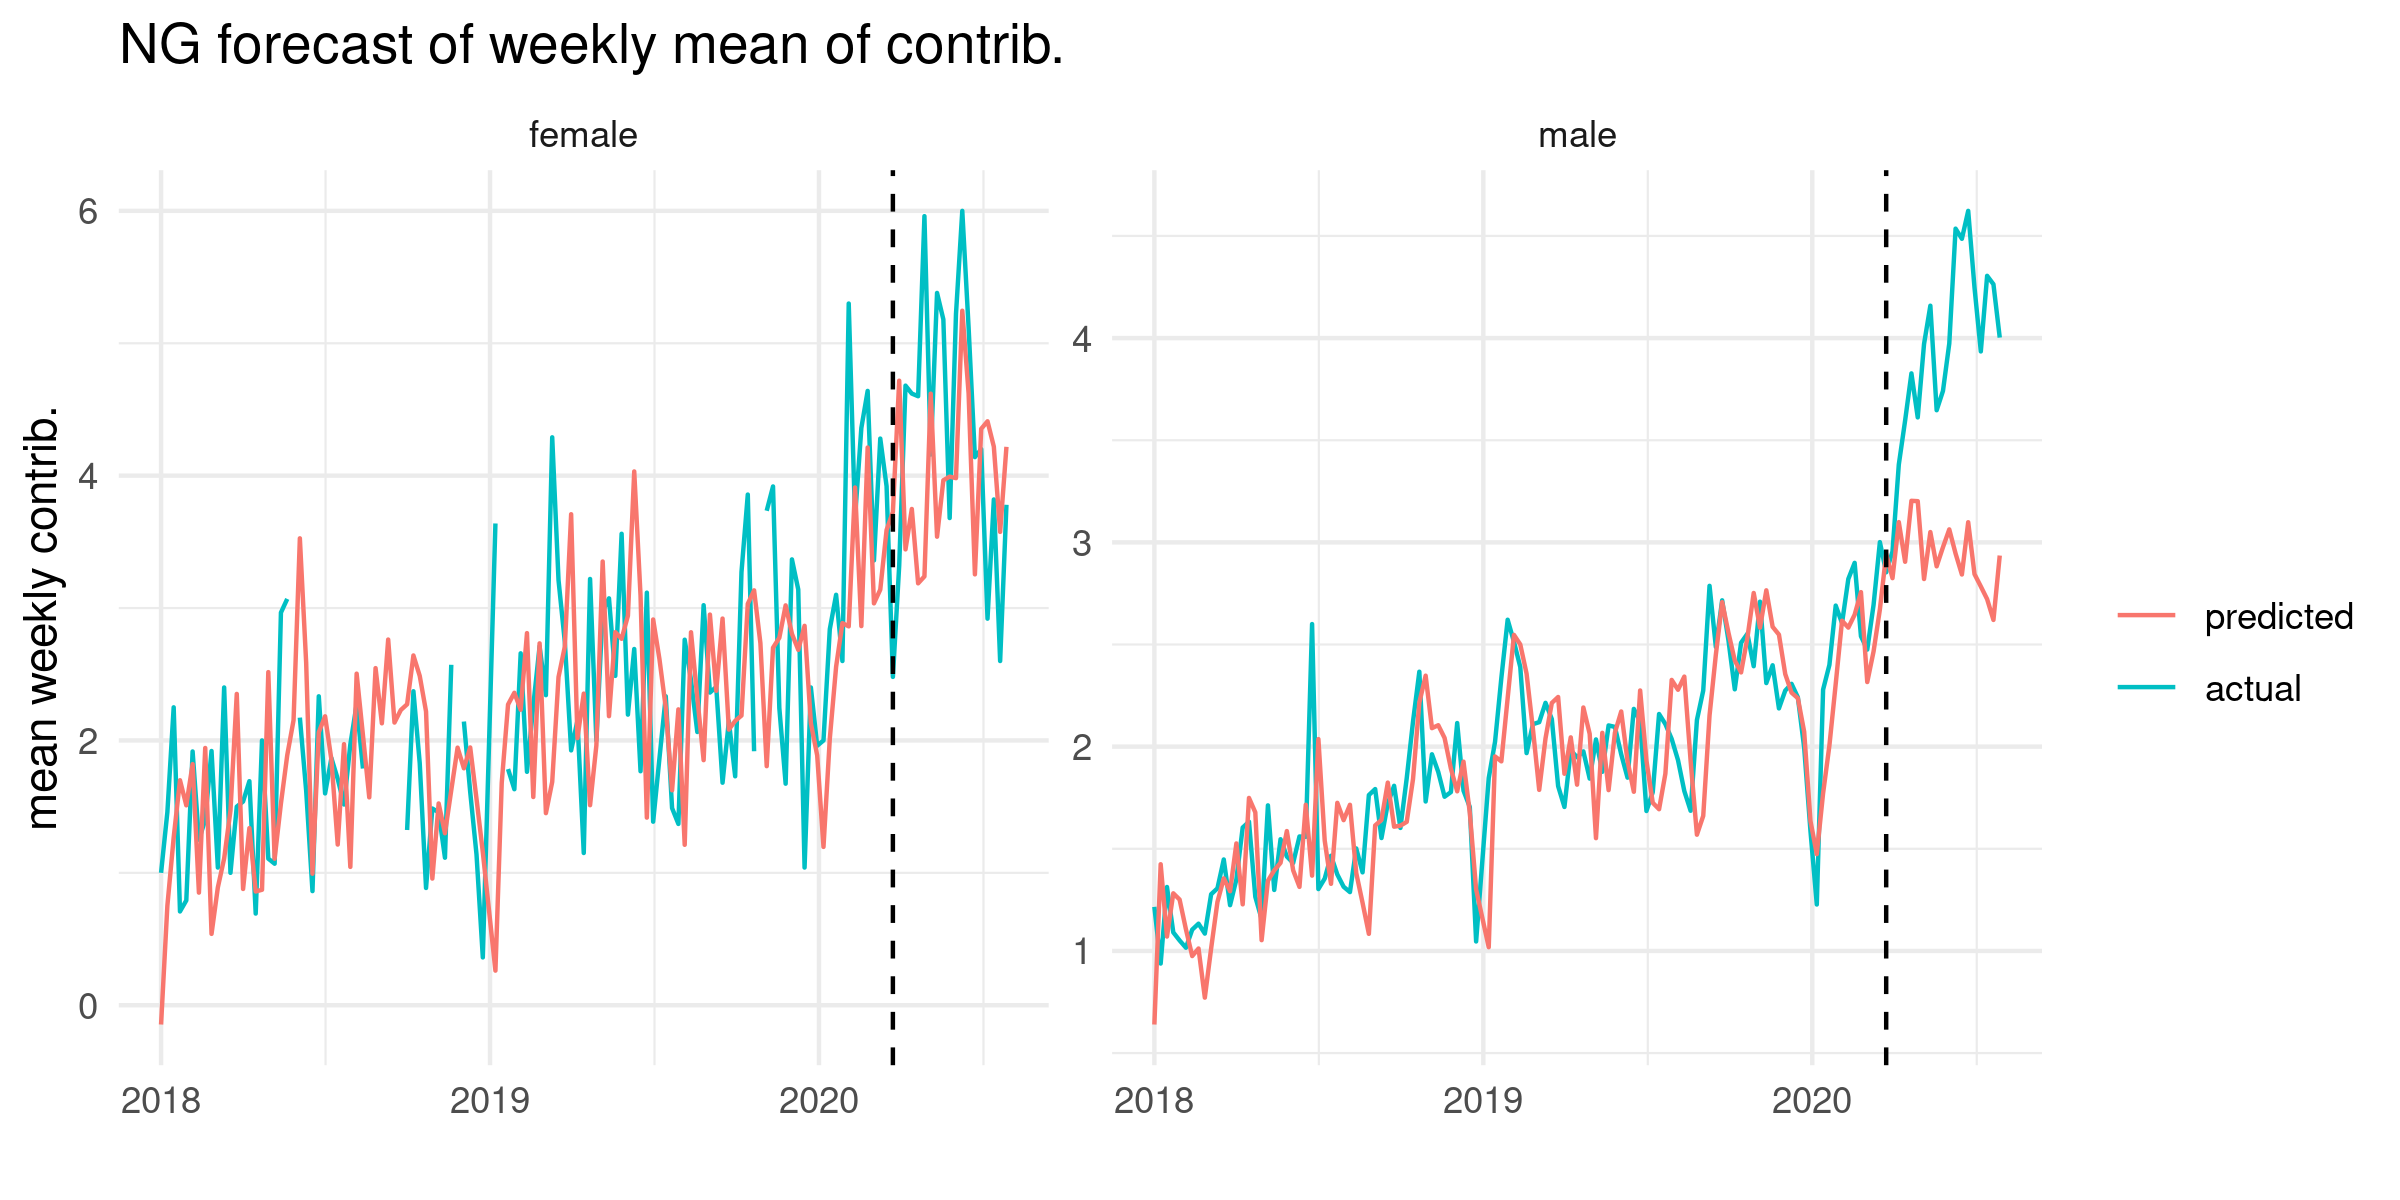 NG forecast of weekly mean of contrib.
female
male
mean weekly contrib.
6
4
2
0
4
3
2
1
2018
2019
2020
2018
2019
2020
predicted
actual